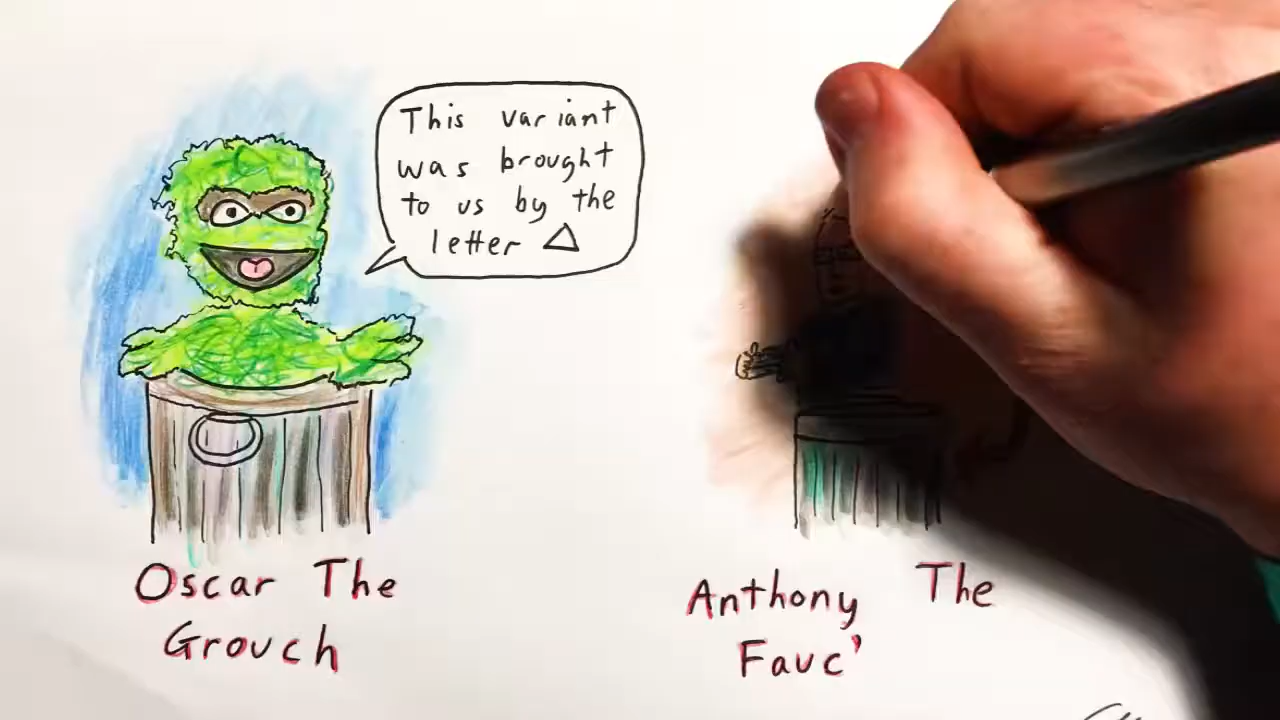 This variant
was brought
to us by the
letter △
Oscar The
Grouch
Anthony The
Fauc'